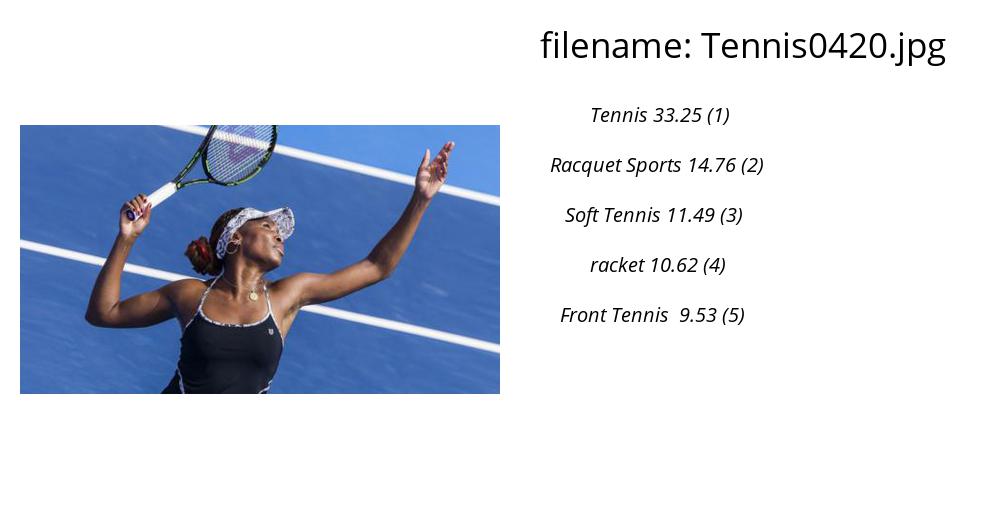 filename: Tennis0420.jpg
Tennis 33.25 (1)
Racquet Sports 14.76 (2)
Soft Tennis 11.49 (3)
racket 10.62 (4)
Front Tennis 9.53 (5)